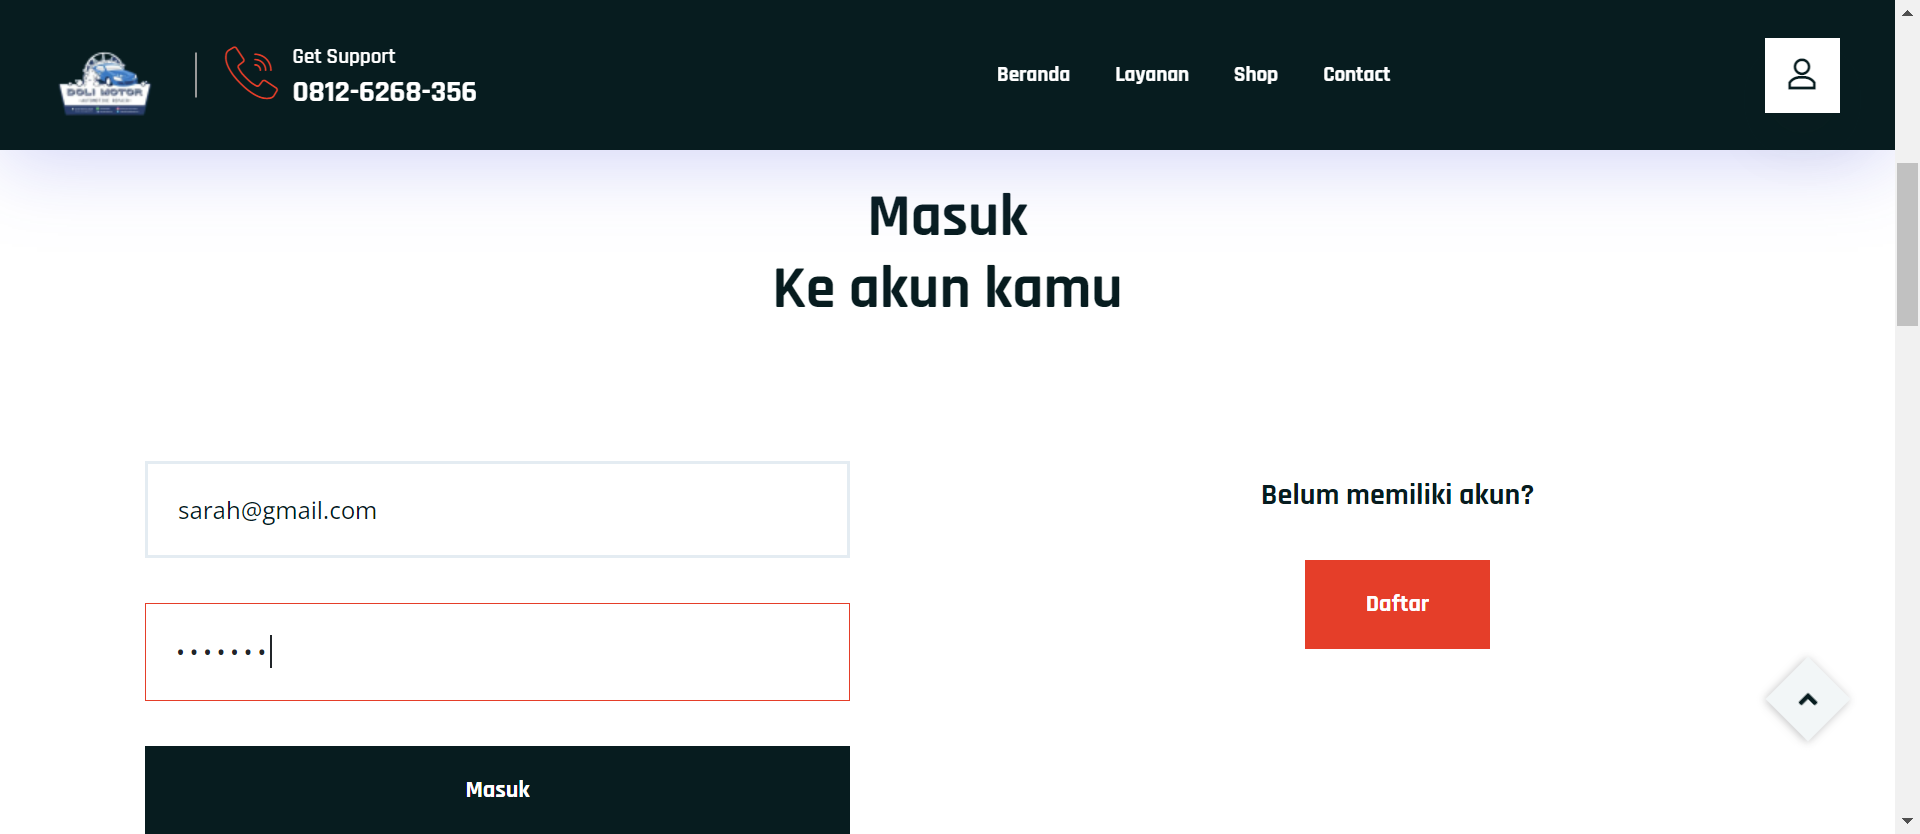 DOLI MOTOR
Get Support
0812-6268-356
Beranda
Layanan
Shop
Contact
Masuk
Ke akun kamu
sarah@gmail.com
•••••••
Masuk
Belum memiliki akun?
Daftar